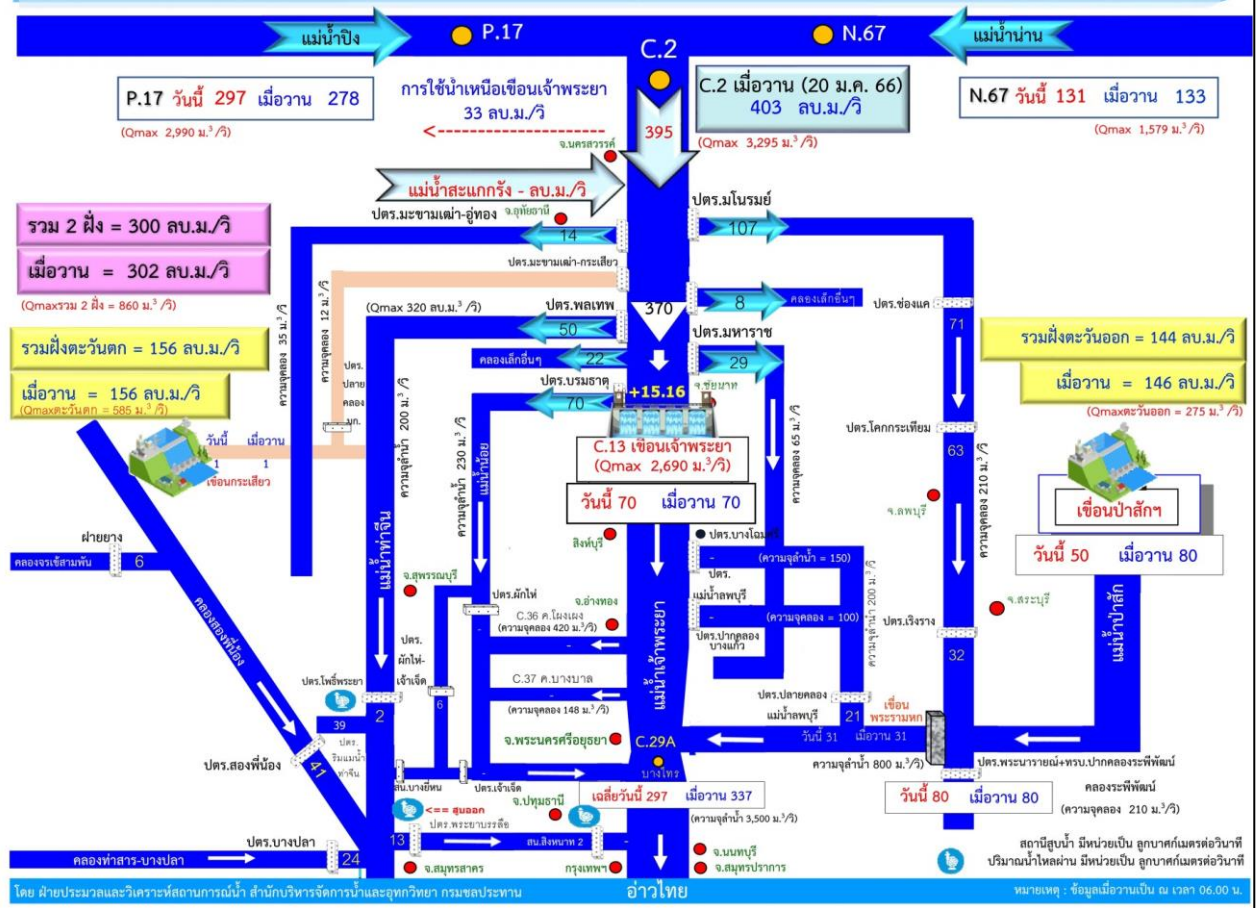 แม่น้ำปิง
P.17
C.2
N.67
แม่น้ำน่าน
P.17 วันนี้ 297 เมื่อวาน 278
(Qmax 2,990 ม.³/วิ)
การใช้น้ำเหนือเขื่อนเจ้าพระยา
33 ลบ.ม./วิ
จ.นครสวรรค์
395
C.2 เมื่อวาน (20 ม.ค. 66)
403 ลบ.ม./วิ
(Qmax 3,295 ม.³/วิ)
N.67 วันนี้ 131 เมื่อวาน 133
(Qmax 1,579 ม.³/วิ)
แม่น้ำสะแกกรัง - ลบ.ม./วิ
ปตร.มะขามเฒ่า-อู่ทอง
จ.อุทัยธานี
14
ปตร.มโนรมย์
107
รวม 2 ฝั่ง = 300 ลบ.ม./วิ
เมื่อวาน = 302 ลบ.ม./วิ
(Qmaxรวม 2 ฝั่ง = 860 ม.³/วิ)
ปตร.มะขามเฒ่า-กระเสียว
ความจุคลอง 35 ม³/วิ
ความจุคลอง 12 ม³/วิ
(Qmax 320 ลบ.ม³/วิ)
ปตร.พลเทพ
50
370
8
คลองเล็กอื่นๆ
ปตร.ช่องแค
71
รวมฝั่งตะวันตก = 156 ลบ.ม./วิ
เมื่อวาน = 156 ลบ.ม./วิ
(Qmaxตะวันตก = 585 ม.³/วิ)
ปตร.
ปลาย
คลอง
มก.
คลองเล็กอื่นๆ
22
ปตร.มหาราช
29
รวมฝั่งตะวันออก = 144 ลบ.ม./วิ
เมื่อวาน = 146 ลบ.ม./วิ
(Qmaxตะวันออก = 275 ม.³/วิ)
ปตร.บรมธาตุ
70
+15.16
จ.ชัยนาท
C.13 เขื่อนเจ้าพระยา
(Qmax 2,690 ม.³/วิ)
วันนี้ 70 เมื่อวาน 70
วันนี้ เมื่อวาน
1 1
เขื่อนกระเสียว
ความจุลำน้ำ 200 ม.³/วิ
ความจุลำน้ำ 230 ม.³/วิ
แม่น้ำน้อย
ความจุคลอง 65 ม.³/วิ
ปตร.โคกกระเทียม
63
ความจุคลอง 210 ม.³/วิ
จ.ลพบุรี
เขื่อนป่าสักฯ
วันนี้ 50 เมื่อวาน 80
ฝายยาง
คลองจรเข้สามพัน
6
คลองสองพี่น้อง
แม่น้ำท่าจีน
สิงห์บุรี
ปตร.บางโฉมศรี
-
(ความจุลำน้ำ = 150)
ปตร.
แม่น้ำลพบุรี
-
(ความจุคลอง = 100)
ปตร.ปากคลอง
บางแก้ว
ความจุลำน้ำ 200 ม.³/วิ
จ.สุพรรณบุรี
ปตร.ผักไห่
-
จ.อ่างทอง
C.36 ค.โผงเผง
(ความจุคลอง 420 ม.³/วิ)
-
ปตร.
ผักไห่-
เจ้าเจ็ด
6
แม่น้ำเจ้าพระยา
จ.สระบุรี
ปตร.เริงราง
32
แม่น้ำป่าสัก
ปตร.โพธิ์พระยา
2
39
ปตร.
ริมแม่น้ำ
ท่าจีน
C.37 ค.บางบาล
-
(ความจุคลอง 148 ม.³/วิ)
ปตร.ปลายคลอง
แม่น้ำลพบุรี
21
เขื่อน
พระรามหก
วันนี้ 31 เมื่อวาน 31
ความจุลำน้ำ 800 ม.³/วิ)
จ.พระนครศรีอยุธยา
C.29A
บางไทร
ปตร.สองพี่น้อง
41
สน.บางยี่หน
ปตร.เจ้าเจ็ด
ปตร.พระนารายณ์+ทรบ.ปากคลองระพีพัฒน์
คลองระพีพัฒน์
(ความจุคลอง 210 ม.³/วิ)
วันนี้ 80 เมื่อวาน 80
เฉลี่ยวันนี้ 297 เมื่อวาน 337
(ความจุลำน้ำ 3,500 ม.³/วิ)
<== สูบออก
จ.ปทุมธานี
ปตร.พระยาบรรลือ
13
สน.สิงหนาท 2
-
ปตร.บางปลา
คลองท่าสาร-บางปลา
24
จ.สมุทรสาคร
กรุงเทพฯ
จ.นนทบุรี
จ.สมุทรปราการ
สถานีสูบน้ำ มีหน่วยเป็น ลูกบาศก์เมตรต่อวินาที
ปริมาณน้ำไหลผ่าน มีหน่วยเป็น ลูกบาศก์เมตรต่อวินาที
โดย ฝ่ายประมวลและวิเคราะห์สถานการณ์น้ำ สำนักบริหารจัดการน้ำและอุทกวิทยา กรมชลประทาน
อ่าวไทย
หมายเหตุ : ข้อมูลเมื่อวานเป็น ณ เวลา 06.00 น.